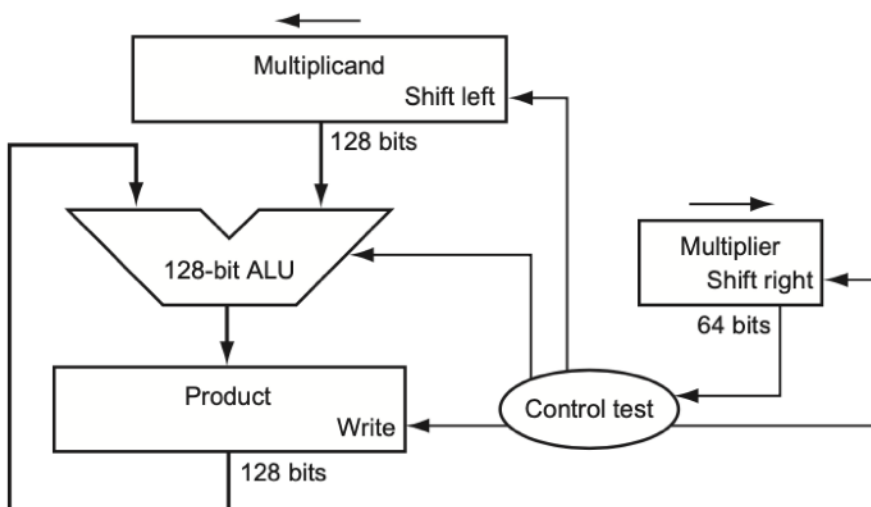 Multiplicand
Shift left
128 bits
128-bit ALU
Multiplier
Shift right
64 bits
Product
Write
Control test
128 bits